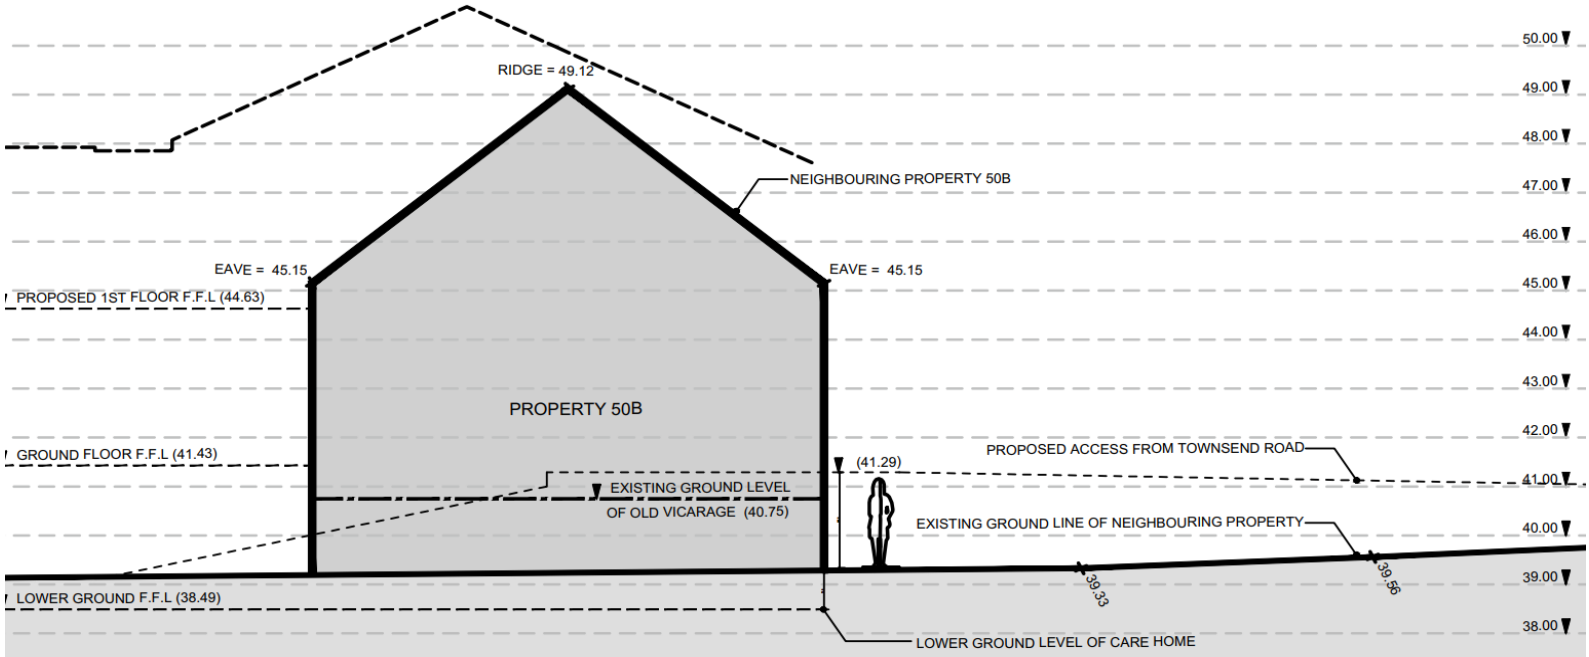 50.00
RIDGE = 49.12
49.00
48.00
NEIGHBOURING PROPERTY 50B
47.00
46.00
EAVE = 45.15
EAVE = 45.15
PROPOSED 1ST FLOOR F.F.L (44.63)
45.00
44.00
43.00
PROPERTY 50B
42.00
GROUND FLOOR F.F.L (41.43)
(41.29)
PROPOSED ACCESS FROM TOWNSEND ROAD
41.00
EXISTING GROUND LEVEL
OF OLD VICARAGE (40.75)
EXISTING GROUND LINE OF NEIGHBOURING PROPERTY
40.00
39.33
39.56
39.00
LOWER GROUND F.F.L (38.49)
38.00
LOWER GROUND LEVEL OF CARE HOME